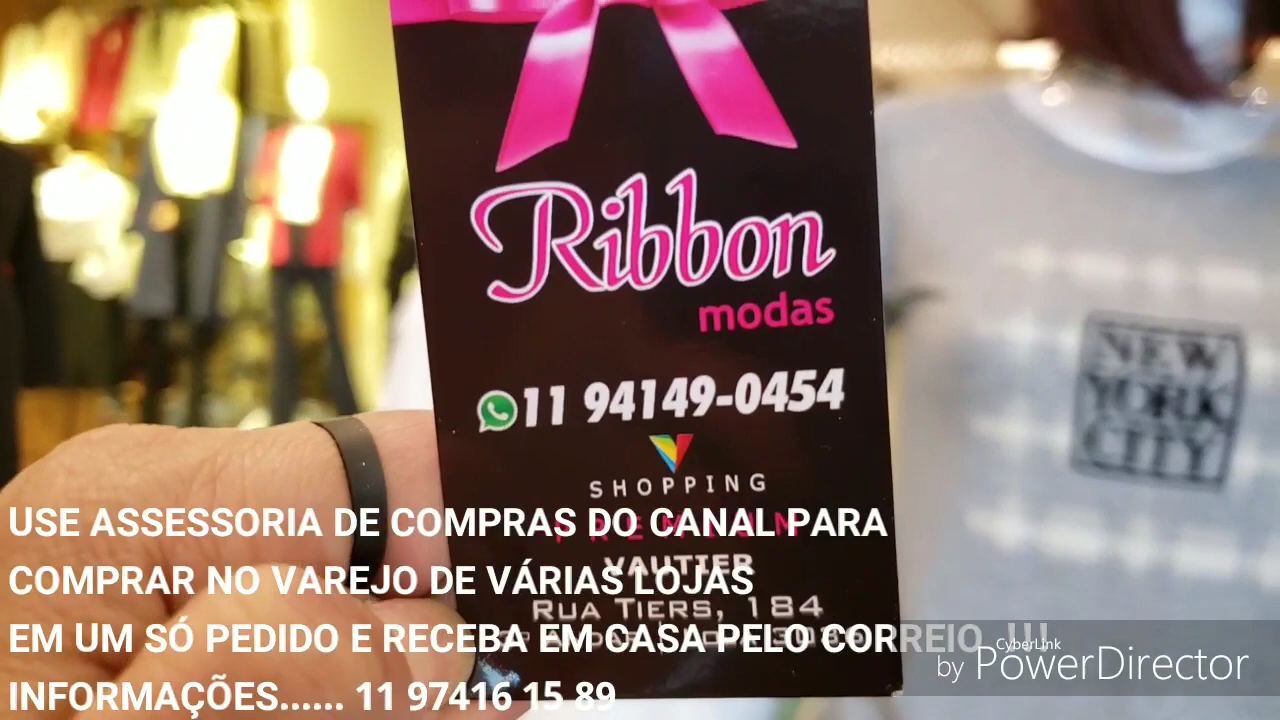 Ribbon
modas
11 94149-0454
SHOPPING
PREMIUM
VAUTIER
RUA TIERS, 184
USE ASSESSORIA DE COMPRAS DO CANAL PARA
COMPRAR NO VAREJO DE VÁRIAS LOJAS
EM UM SÓ PEDIDO E RECEBA EM CASA PELO CORREIO..!!!
INFORMAÇÕES...... 11 97416 15 89
NEW
YORK
CITY
CyberLink
by PowerDirector